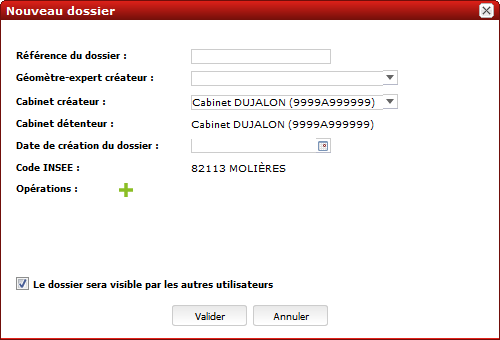 Nouveau dossier
Référence du dossier :
Géomètre-expert créateur :
Cabinet créateur : Cabinet DUJALON (9999A999999)
Cabinet détenteur : Cabinet DUJALON (9999A999999)
Date de création du dossier :
Code INSEE : 82113 MOLIÈRES
Opérations :
Le dossier sera visible par les autres utilisateurs
Valider Annuler